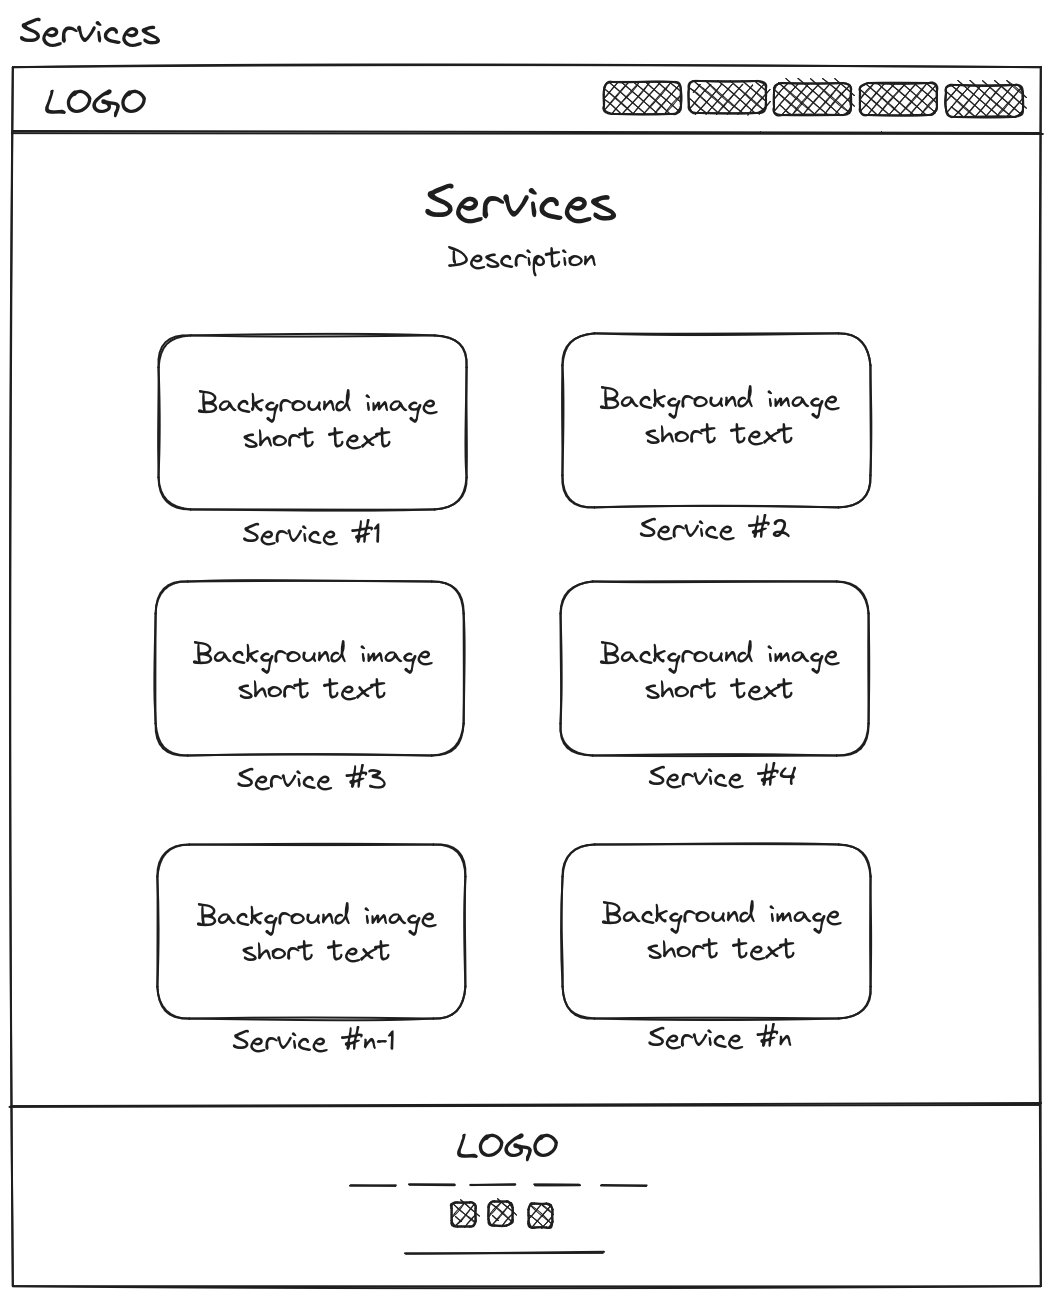 Services
LOGO
Services
Description
Background image
short text
Background image
short text
Service #1
Service #2
Background image
short text
Background image
short text
Service #3
Service #4
Background image
short text
Background image
short text
Service #n-1
Service #n
LOGO